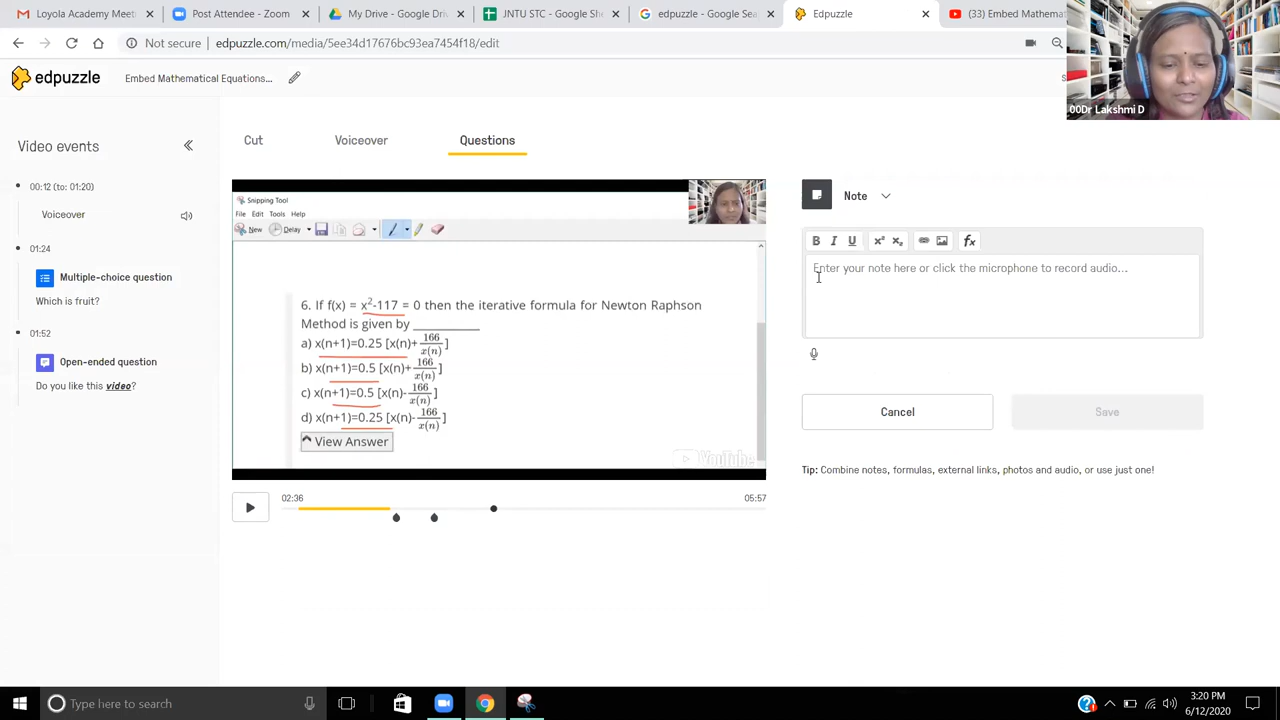 Loyola Academy Meeti
Post Attendee - Zoom
My Drive - Google Dri
JNTU STC - Google She
edpuzzle - Google Sea
Edpuzzle
(33) Embed Mathema
Not secure
edpuzzle.com/media/5ee34d17676bc93ea7454f18/edit
edpuzzle
Embed Mathematical Equations...
00Dr Lakshmi D
Video events
00:12 (to: 01:20)
Voiceover
01:24
Multiple-choice question
Which is fruit?
01:52
Open-ended question
Do you like this video?
Cut
Voiceover
Questions
Snipping Tool
File Edit Tools Help
New
Delay
6. If f(x) = x²-117 = 0 then the iterative formula for Newton Raphson
Method is given by __________
a) x(n+1)=0.25 [x(n)+166/x(n)]
b) x(n+1)=0.5 [x(n)+166/x(n)]
c) x(n+1)=0.5 [x(n)-166/x(n)]
d) x(n+1)=0.25 [x(n)-166/x(n)]
View Answer
YouTube
02:36
05:57
Note
B I U x² x₂ fx
Enter your note here or click the microphone to record audio...
Cancel
Save
Tip: Combine notes, formulas, external links, photos and audio, or use just one!
Type here to search
3:20 PM
6/12/2020